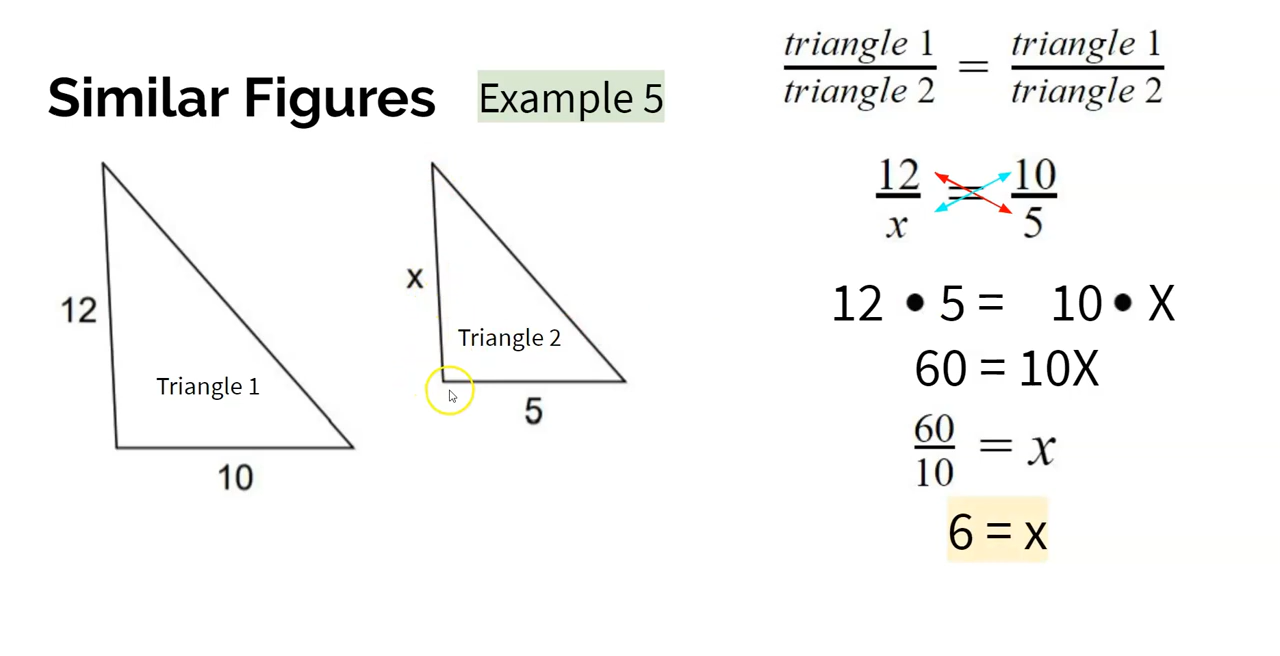 Similar Figures Example 5
12
Triangle 1
10
x
Triangle 2
5
triangle 1 / triangle 2 = triangle 1 / triangle 2
12 / x = 10 / 5
12 • 5 = 10 • X
60 = 10X
60 / 10 = x
6 = x